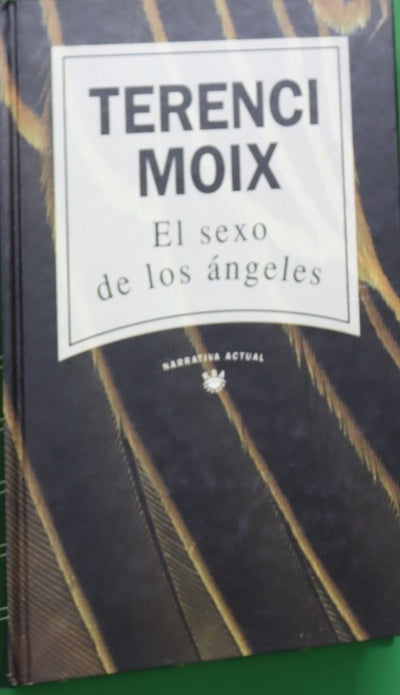 TERENCI
MOIX
El sexo
de los ángeles
NARRATIVA ACTUAL